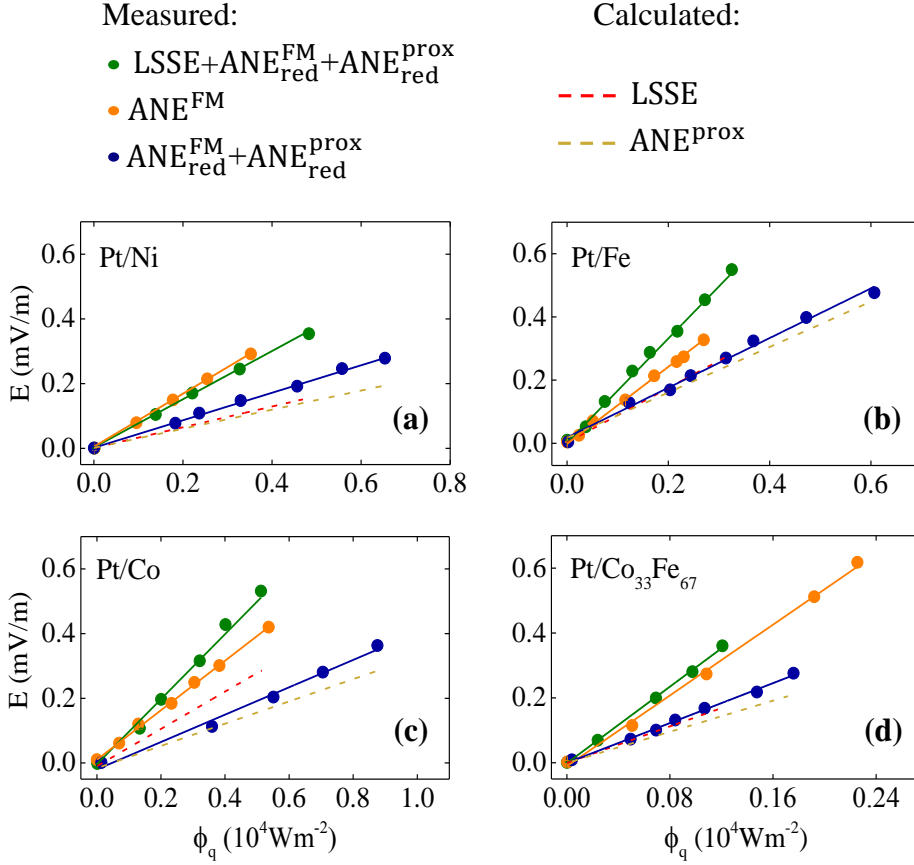 Measured: Calculated:
LSSE+ANE^FM_red+ANE^prox_red
ANE^FM
ANE^FM_red+ANE^prox_red
LSSE
ANE^prox
Pt/Ni
(a)
E (mV/m)
0.6
0.4
0.2
0.0
0.0 0.2 0.4 0.6 0.8
Pt/Fe
(b)
0.6
0.4
0.2
0.0
0.0 0.2 0.4 0.6
Pt/Co
(c)
E (mV/m)
0.6
0.4
0.2
0.0
0.0 0.2 0.4 0.6 0.8 1.0
ϕ_q (10⁴Wm⁻²)
Pt/Co₃₃Fe₆₇
(d)
0.6
0.4
0.2
0.0
0.00 0.08 0.16 0.24
ϕ_q (10⁴Wm⁻²)